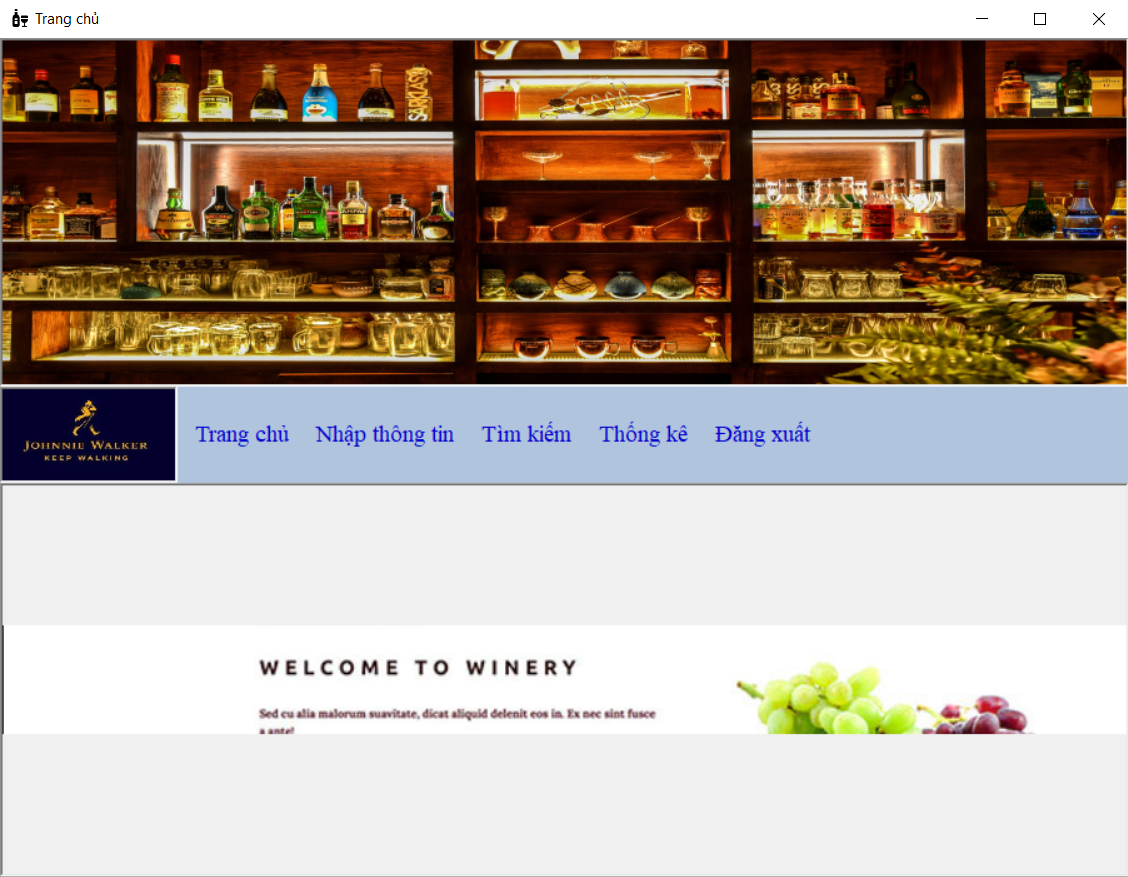 Trang chủ
SARKASI
JOHNNIE WALKER
KEEP WALKING
Trang chủ Nhập thông tin Tìm kiếm Thống kê Đăng xuất
WELCOME TO WINERY
Sed cu alia malorum suavitate, dicat aliquid delenit eos in. Ex nec sint fusce
a ante!